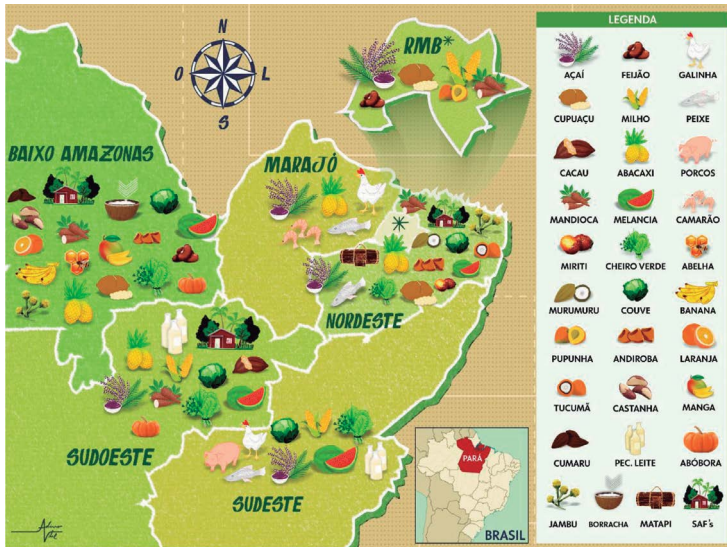 N
O L
S
RMB*
BAIXO AMAZONAS
MARAJÓ
*
NORDESTE
SUDOESTE
SUDESTE
PARÁ
BRASIL
LEGENDA
AÇAÍ FEIJÃO GALINHA
CUPUAÇU MILHO PEIXE
CACAU ABACAXI PORCOS
MANDIOCA MELANCIA CAMARÃO
MIRITI CHEIRO VERDE ABELHA
MURUMURU COUVE BANANA
PUPUNHA ANDIROBA LARANJA
TUCUMÃ CASTANHA MANGA
CUMARU PEC. LEITE ABÓBORA
JAMBU BORRACHA MATAPI SAF's